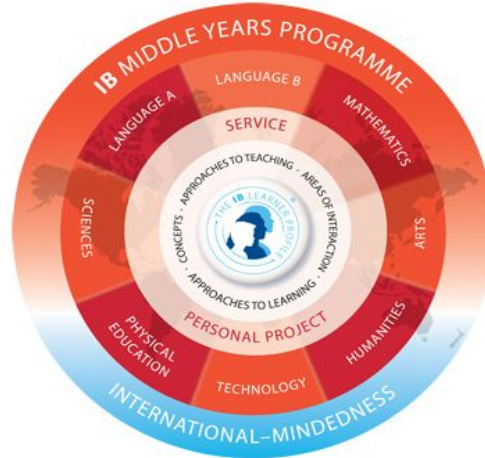 IB MIDDLE YEARS PROGRAMME
LANGUAGE B
LANGUAGE A
MATHEMATICS
SERVICE
SCIENCES
ARTS
APPROACHES TO TEACHING · AREAS OF INTERACTION ·
CONCEPTS ·
THE IB LEARNER PROFILE
APPROACHES TO LEARNING ·
PERSONAL PROJECT
PHYSICAL
EDUCATION
HUMANITIES
TECHNOLOGY
INTERNATIONAL–MINDEDNESS